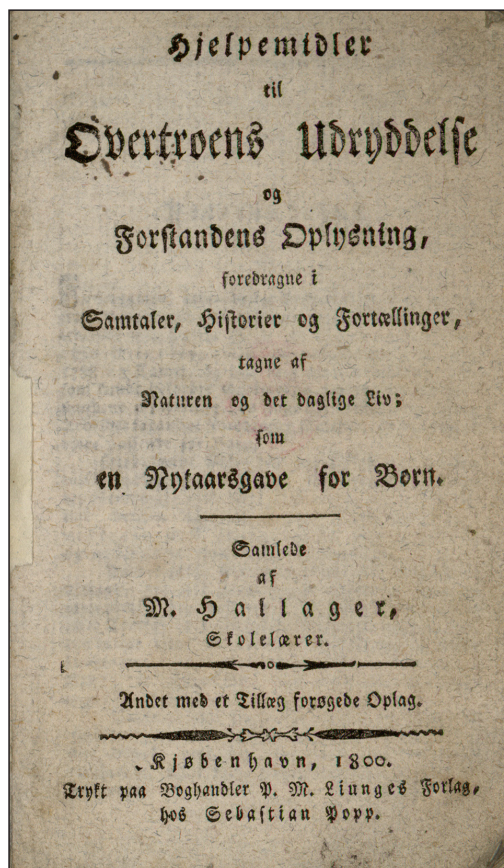 Hjelpemidler
til
Overtroens Udryddelse
og
Forstandens Oplysning,
foredragne i
Samtaler, Historier og Fortællinger,
tagne af
Naturen og det daglige Liv;
som
en Nytaarsgave for Børn.
Samlede
af
M. Hallager,
Skolelærer.
Andet med et Tillæg forøgede Oplag.
Kjøbenhavn, 1800.
Trykt paa Boghandler P. M. Liunges Forlag,
hos Sebastian Popp.